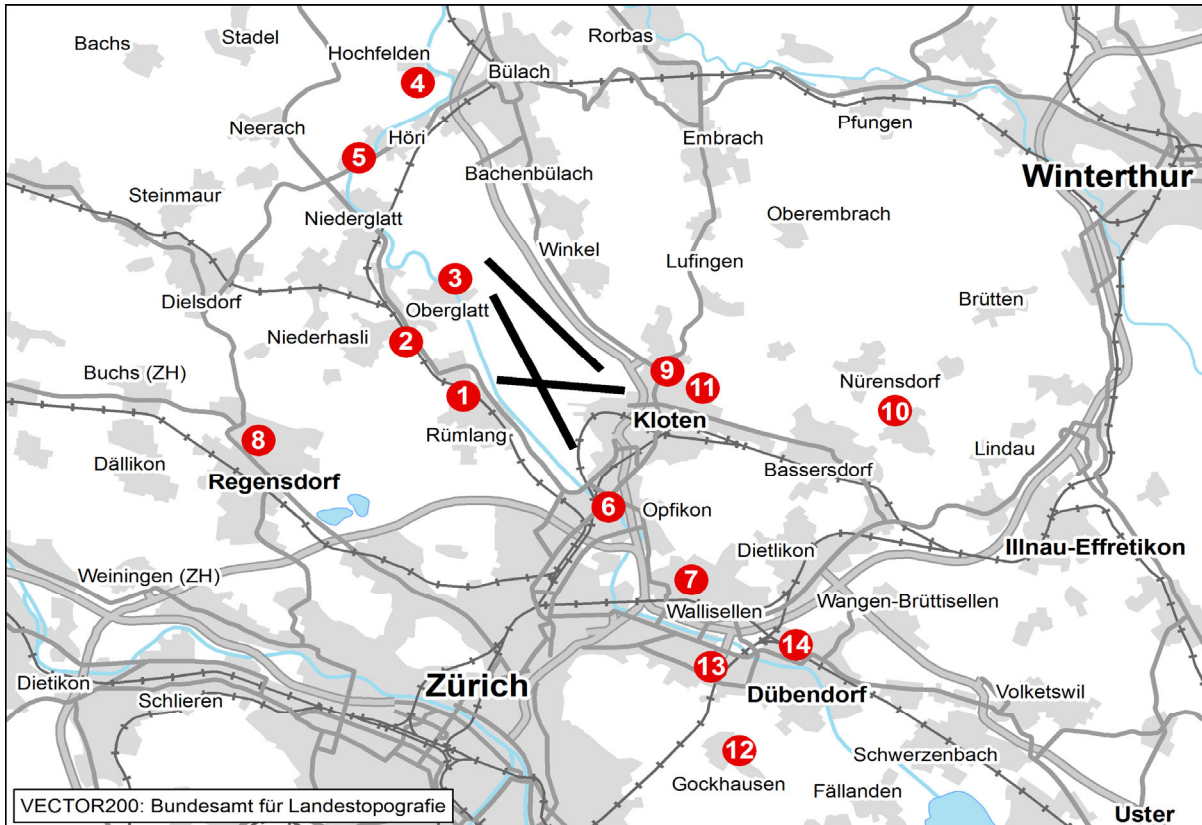 Bachs
Stadel
Hochfelden
Rorbas
4
Bülach
Neerach
Höri
Pfungen
Embrach
5
Bachenbülach
Winterthur
Steinmaur
Niederglatt
Oberembrach
Winkel
Lufingen
3
Dielsdorf
Oberglatt
Brütten
Niederhasli
2
Buchs (ZH)
9
11
Nürensdorf
1
10
Kloten
Rümlang
8
Lindau
Dällikon
Bassersdorf
Regensdorf
6
Opfikon
Dietlikon
Illnau-Effretikon
Weiningen (ZH)
7
Wallisellen
Wangen-Brüttisellen
14
13
Dietikon
Zürich
Schlieren
Dübendorf
Volketswil
12
Schwerzenbach
Gockhausen
Fällanden
VECTOR200: Bundesamt für Landestopografie
Uster